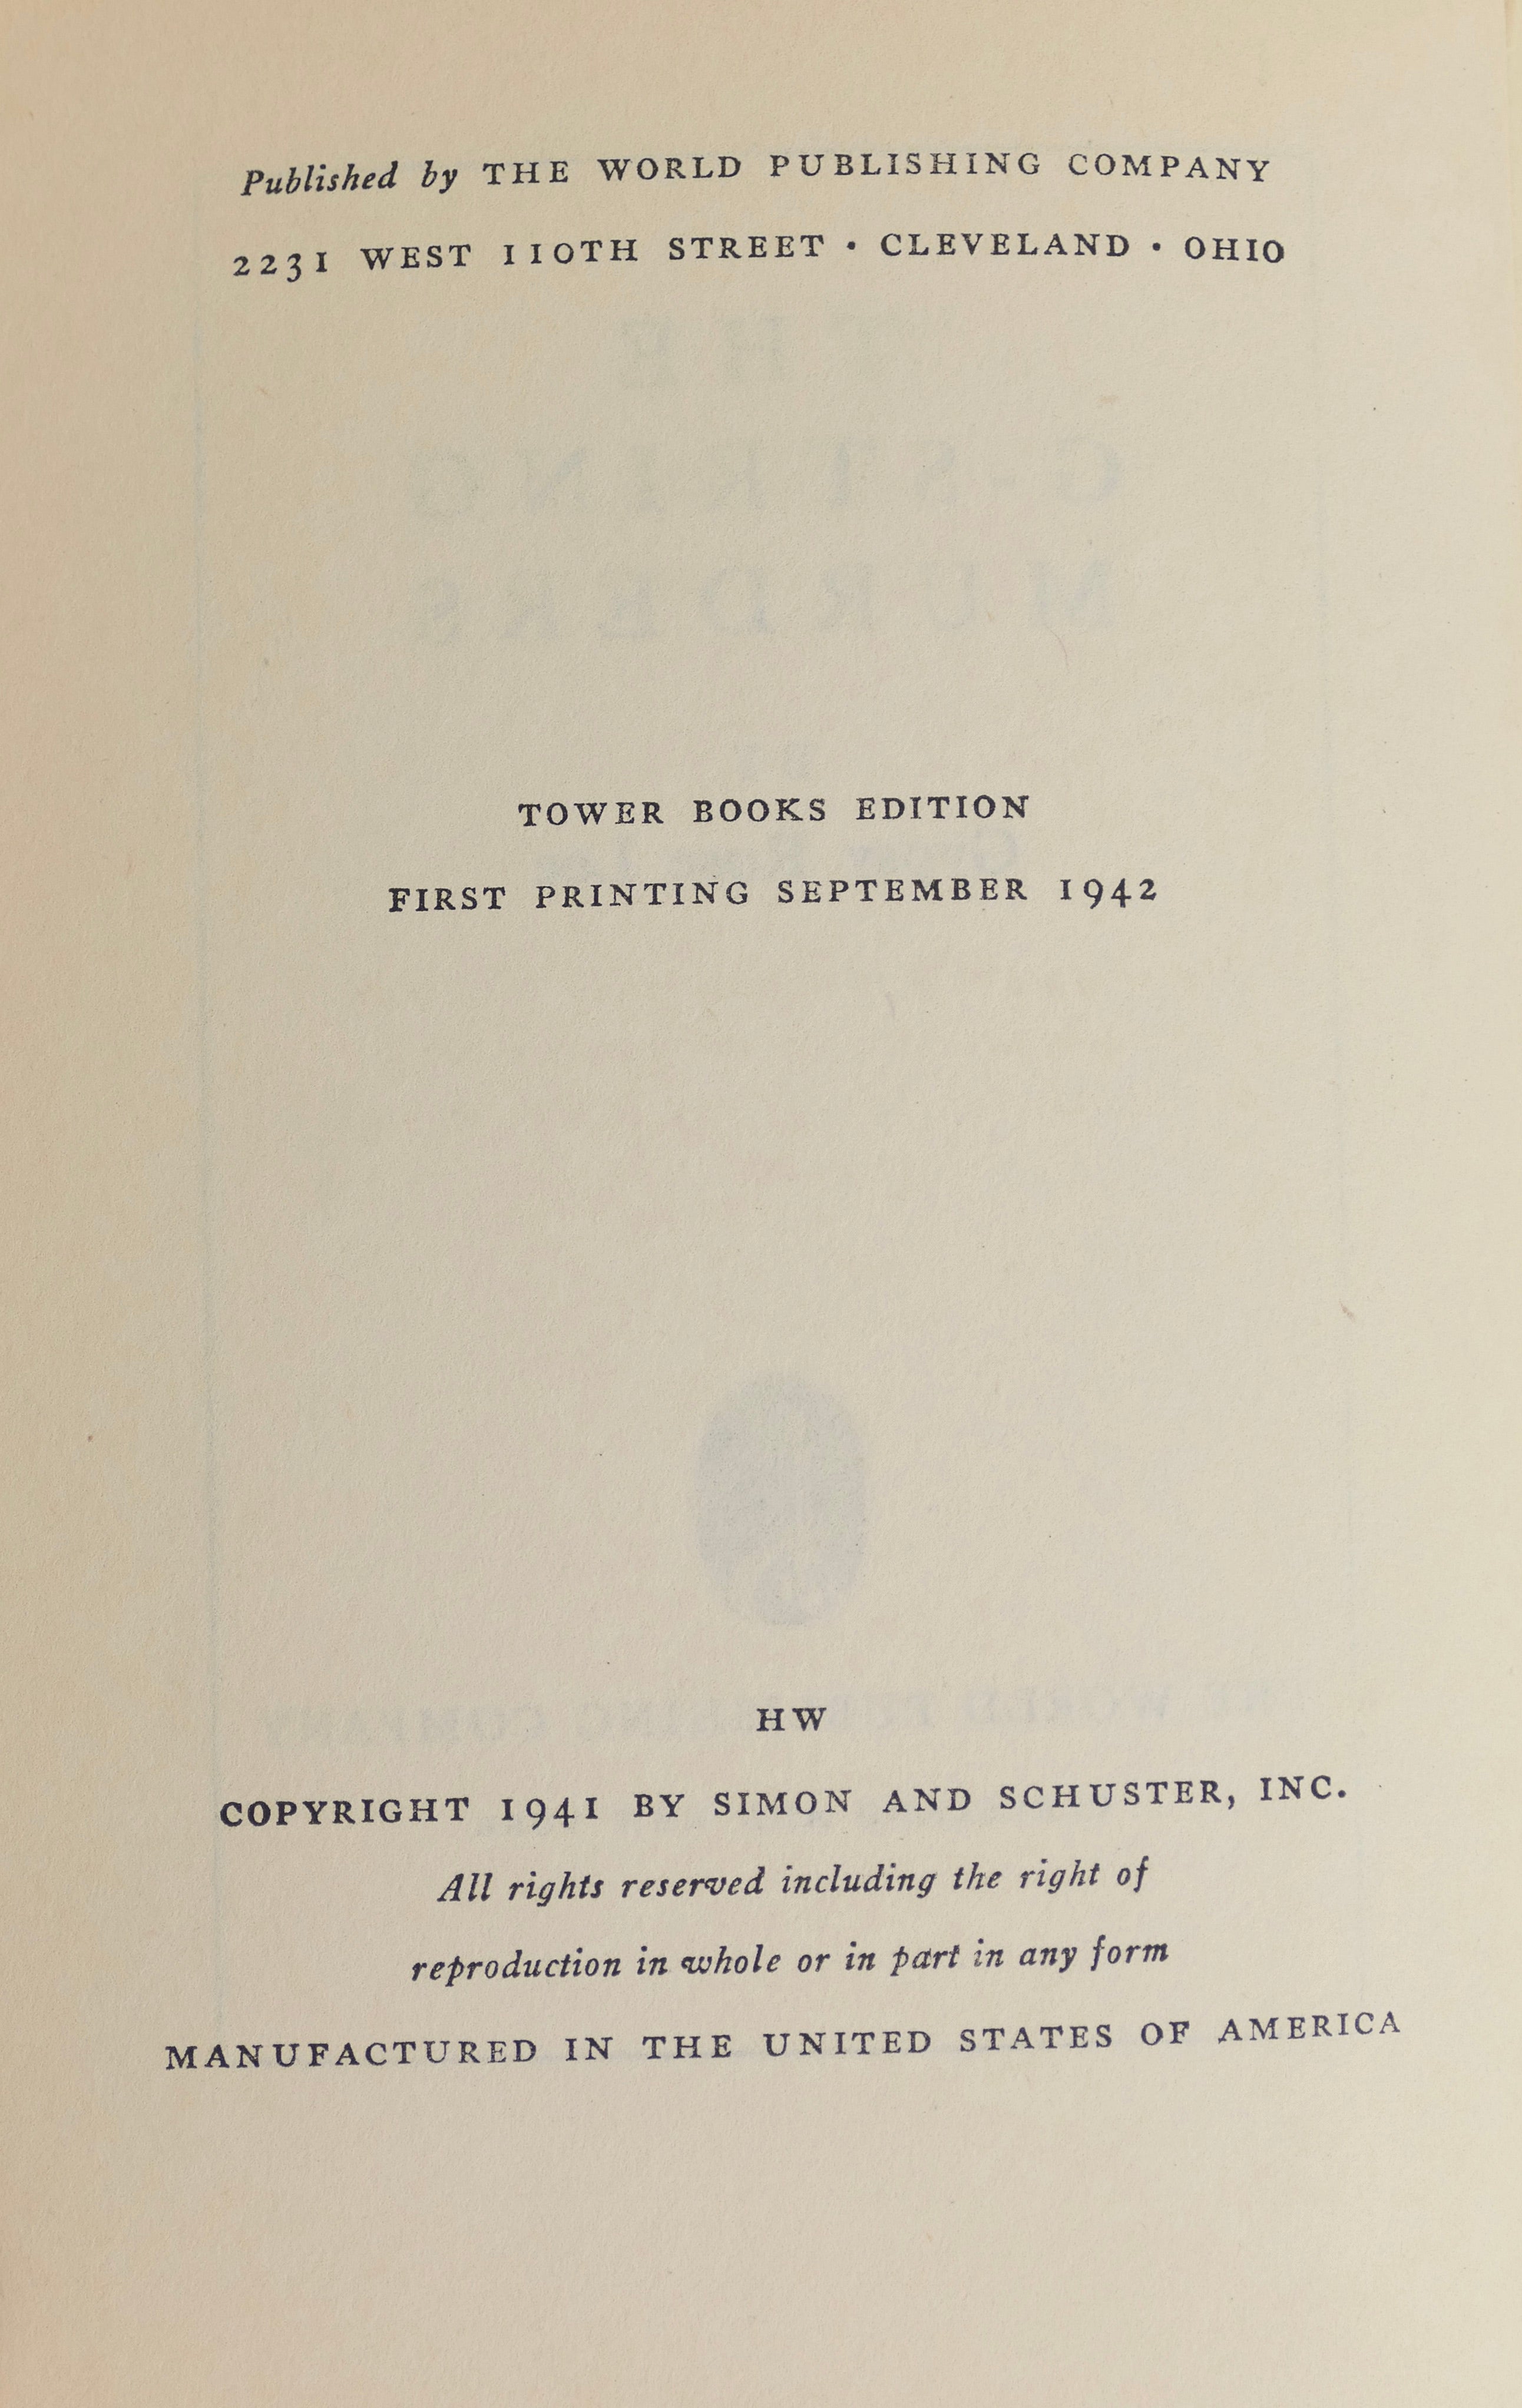 Published by THE WORLD PUBLISHING COMPANY
2231 WEST 110TH STREET · CLEVELAND · OHIO
TOWER BOOKS EDITION
FIRST PRINTING SEPTEMBER 1942
HW
COPYRIGHT 1941 BY SIMON AND SCHUSTER, INC.
All rights reserved including the right of
reproduction in whole or in part in any form
MANUFACTURED IN THE UNITED STATES OF AMERICA